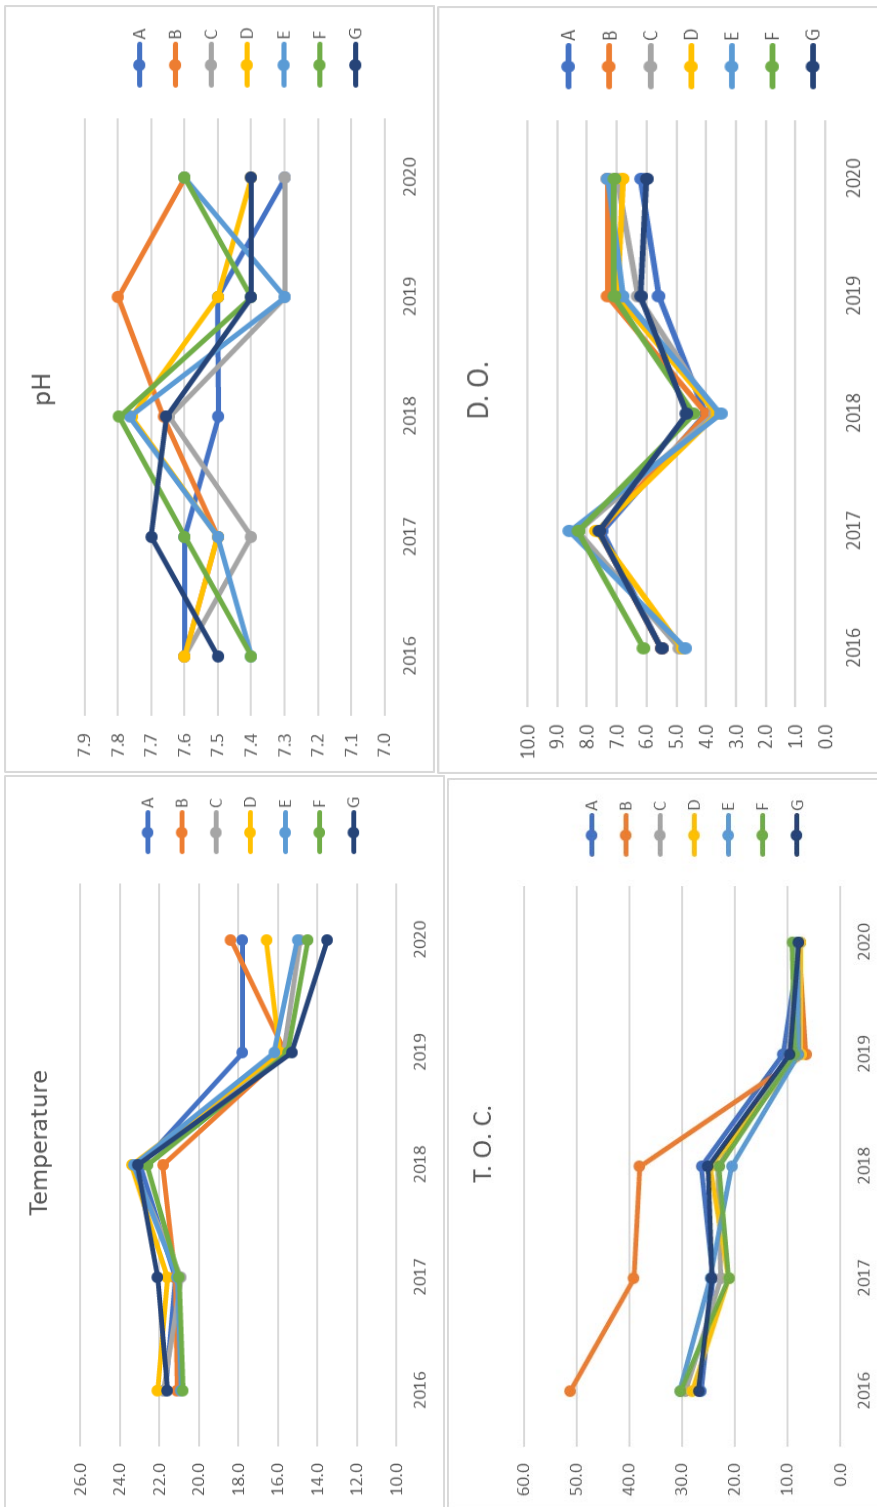 Temperature
26.0
24.0
22.0
20.0
18.0
16.0
14.0
12.0
10.0
2016
2017
2018
2019
2020
A
B
C
D
E
F
G
pH
7.9
7.8
7.7
7.6
7.5
7.4
7.3
7.2
7.1
7.0
2016
2017
2018
2019
2020
A
B
C
D
E
F
G
T. O. C.
60.0
50.0
40.0
30.0
20.0
10.0
0.0
2016
2017
2018
2019
2020
A
B
C
D
E
F
G
D. O.
10.0
9.0
8.0
7.0
6.0
5.0
4.0
3.0
2.0
1.0
0.0
2016
2017
2018
2019
2020
A
B
C
D
E
F
G